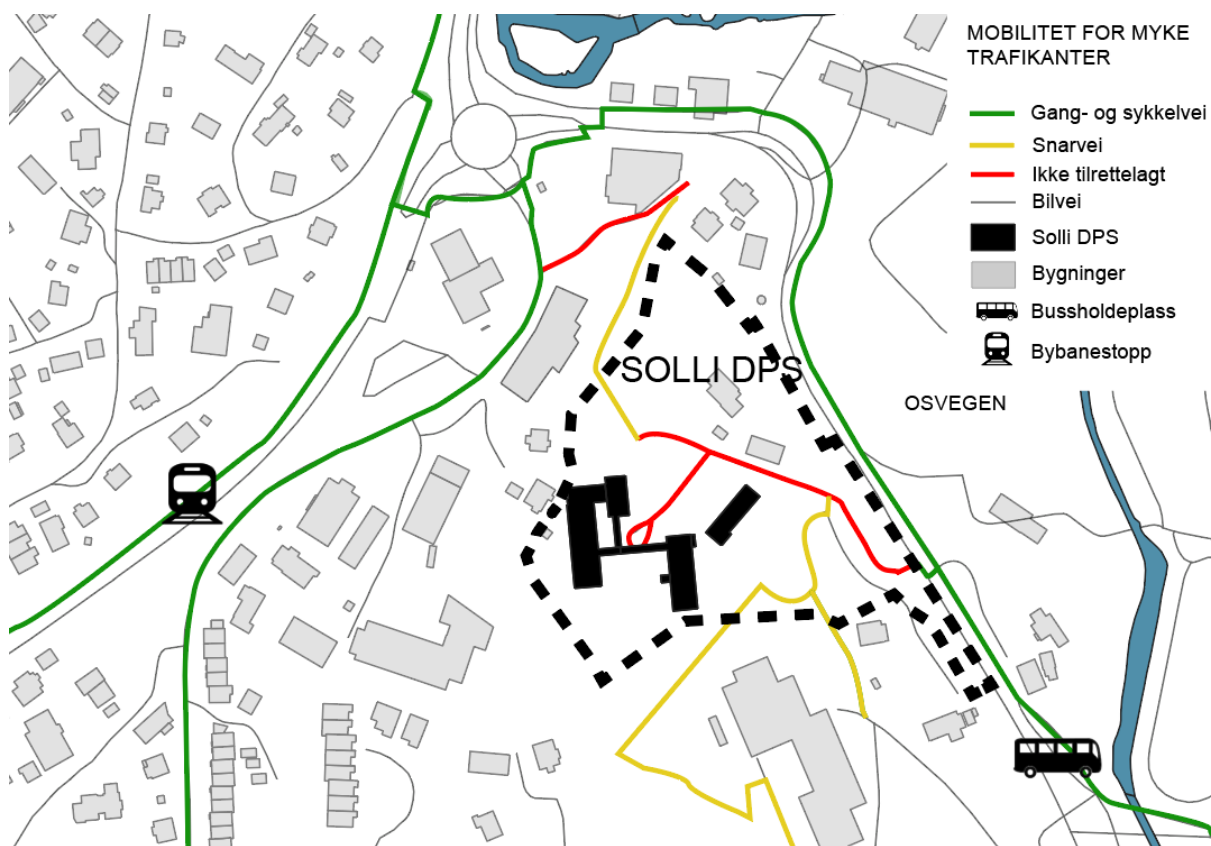 MOBILITET FOR MYKE
TRAFIKANTER
Gang- og sykkelvei
Snarvei
Ikke tilrettelagt
Bilvei
Solli DPS
Bygninger
Bussholdeplass
Bybanestopp
SOLLI DPS
OSVEGEN